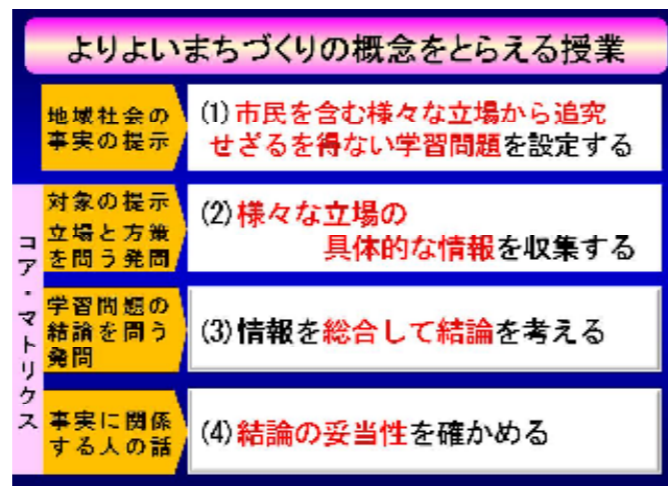 よりよいまちづくりの概念をとらえる授業
地域社会の
事実の提示
(1)市民を含む様々な立場から追究
せざるを得ない学習問題を設定する
コア・マトリクス
対象の提示
立場と方策
を問う発問
(2)様々な立場の
具体的な情報を収集する
学習問題の
結論を問う
発問
(3)情報を総合して結論を考える
事実に関係
する人の話
(4)結論の妥当性を確かめる